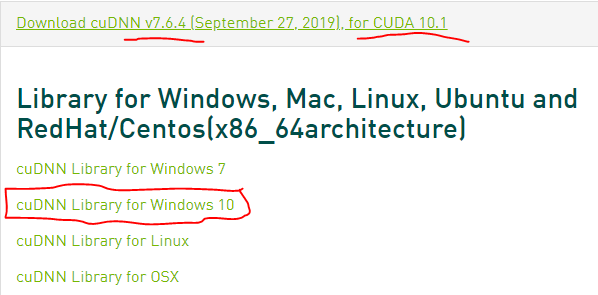 Download cuDNN v7.6.4 (September 27, 2019), for CUDA 10.1
Library for Windows, Mac, Linux, Ubuntu and
RedHat/Centos(x86_64architecture)
cuDNN Library for Windows 7
cuDNN Library for Windows 10
cuDNN Library for Linux
cuDNN Library for OSX